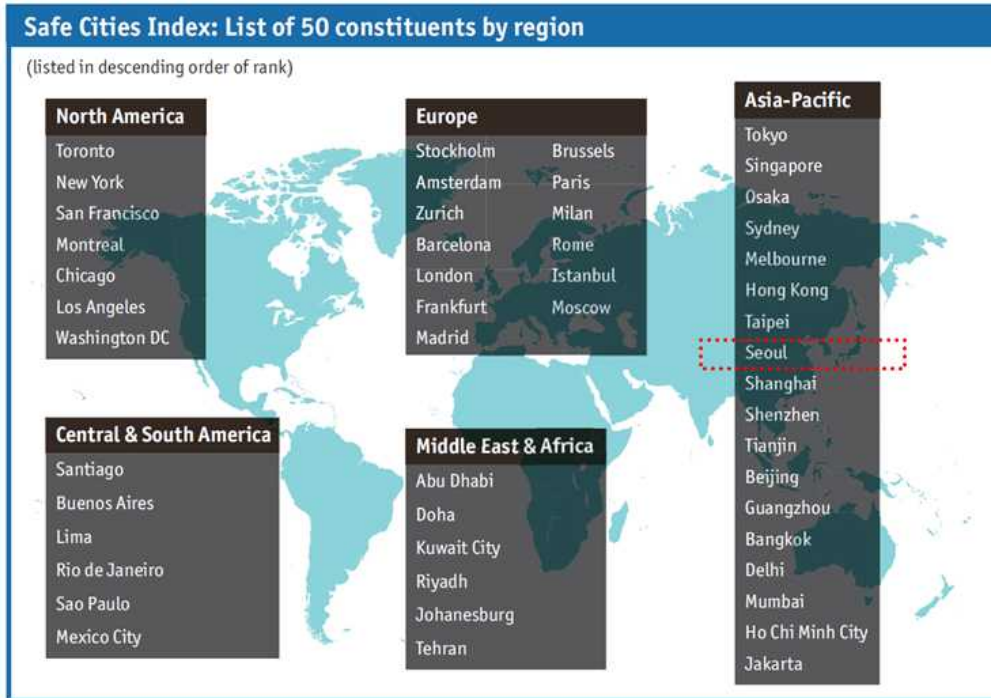 Safe Cities Index: List of 50 constituents by region
(listed in descending order of rank)
North America
Toronto
New York
San Francisco
Montreal
Chicago
Los Angeles
Washington DC
Europe
Stockholm
Amsterdam
Zurich
Barcelona
London
Frankfurt
Madrid
Brussels
Paris
Milan
Rome
Istanbul
Moscow
Asia-Pacific
Tokyo
Singapore
Osaka
Sydney
Melbourne
Hong Kong
Taipei
Seoul
Shanghai
Shenzhen
Tianjin
Beijing
Guangzhou
Bangkok
Delhi
Mumbai
Ho Chi Minh City
Jakarta
Central & South America
Santiago
Buenos Aires
Lima
Rio de Janeiro
Sao Paulo
Mexico City
Middle East & Africa
Abu Dhabi
Doha
Kuwait City
Riyadh
Johanesburg
Tehran